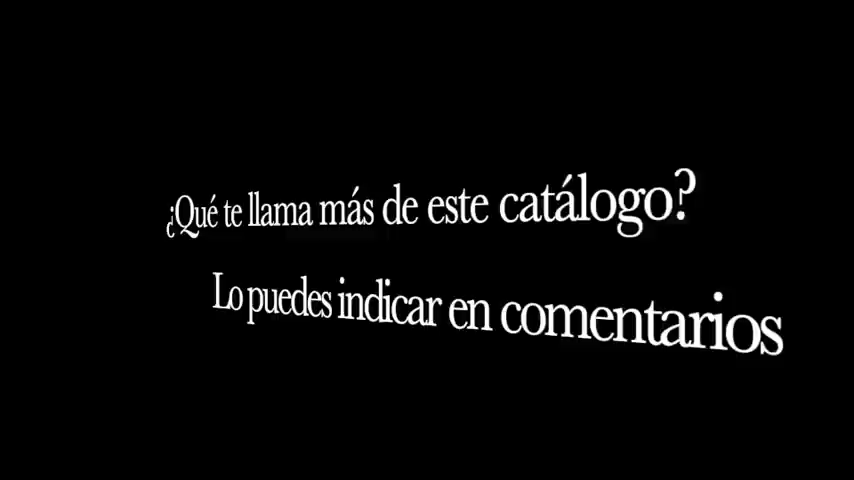 ¿Qué te llama más de este catálogo?
Lo puedes indicar en comentarios